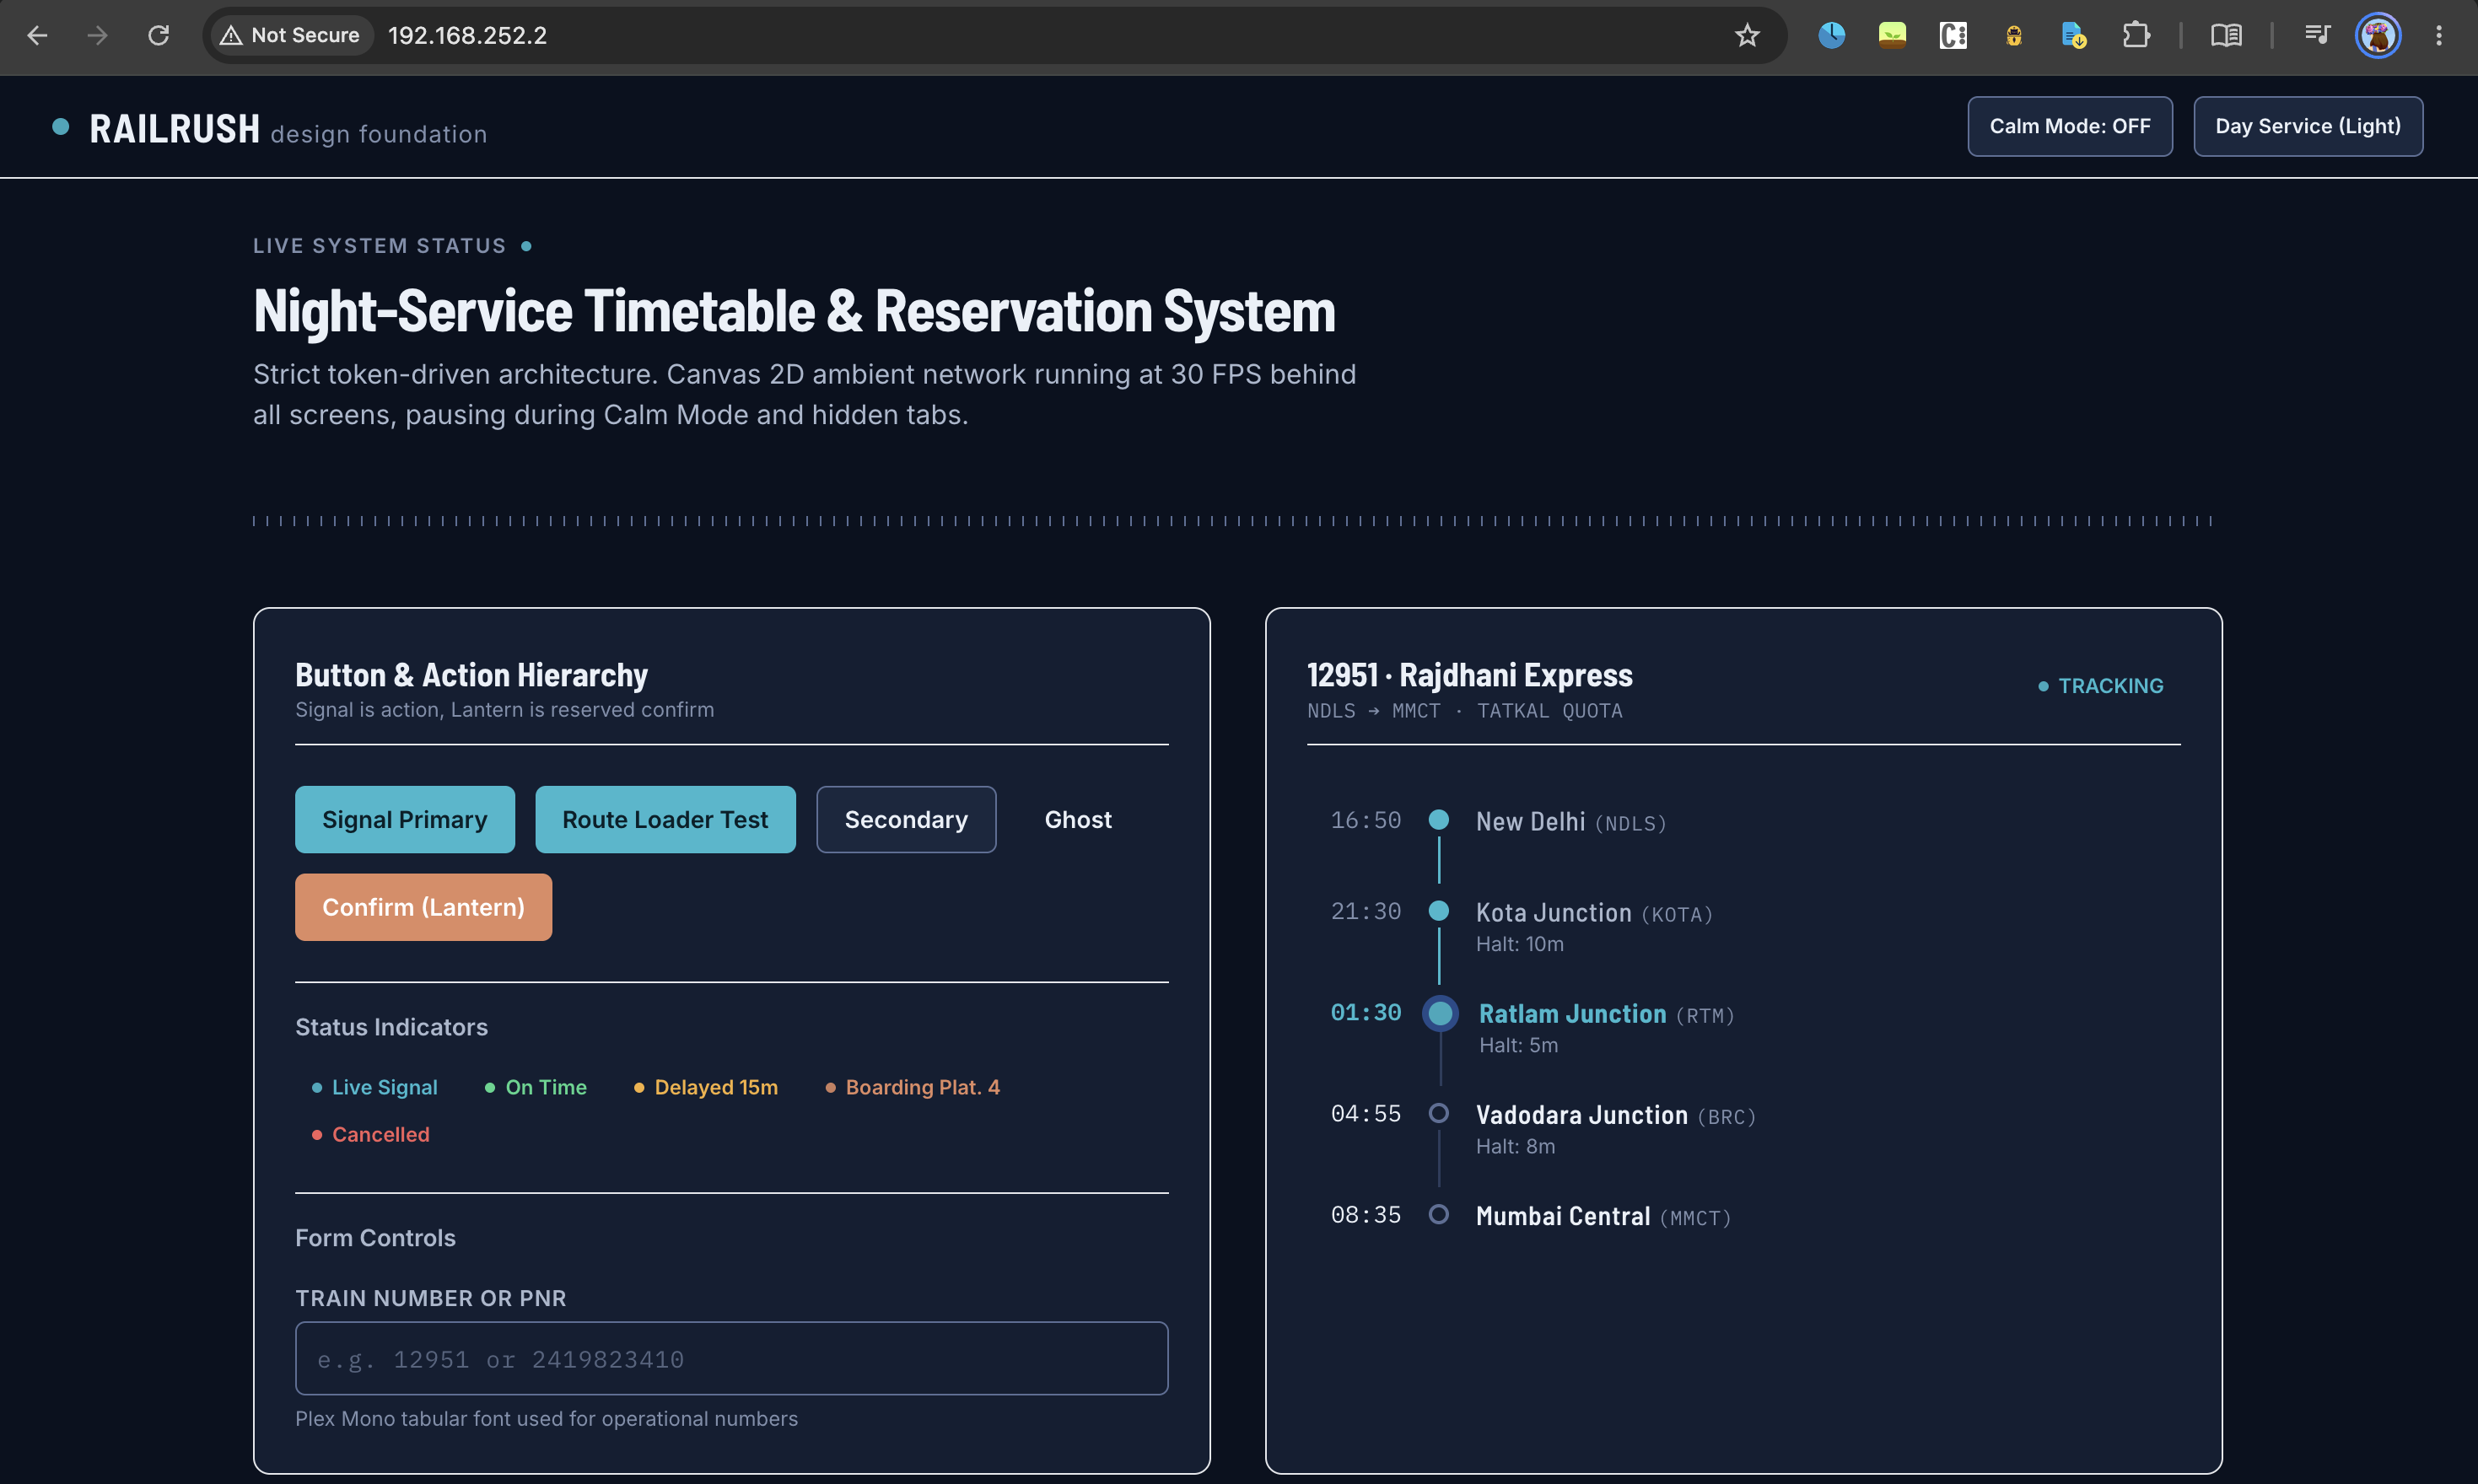 Not Secure 192.168.252.2
RAILRUSH design foundation
Calm Mode: OFF
Day Service (Light)
LIVE SYSTEM STATUS
Night-Service Timetable & Reservation System
Strict token-driven architecture. Canvas 2D ambient network running at 30 FPS behind
all screens, pausing during Calm Mode and hidden tabs.
Button & Action Hierarchy
Signal is action, Lantern is reserved confirm
Signal Primary
Route Loader Test
Secondary
Ghost
Confirm (Lantern)
Status Indicators
Live Signal
On Time
Delayed 15m
Boarding Plat. 4
Cancelled
Form Controls
TRAIN NUMBER OR PNR
e.g. 12951 or 2419823410
Plex Mono tabular font used for operational numbers
12951 · Rajdhani Express
NDLS → MMCT · TATKAL QUOTA
TRACKING
16:50 New Delhi (NDLS)
21:30 Kota Junction (KOTA)
Halt: 10m
01:30 Ratlam Junction (RTM)
Halt: 5m
04:55 Vadodara Junction (BRC)
Halt: 8m
08:35 Mumbai Central (MMCT)